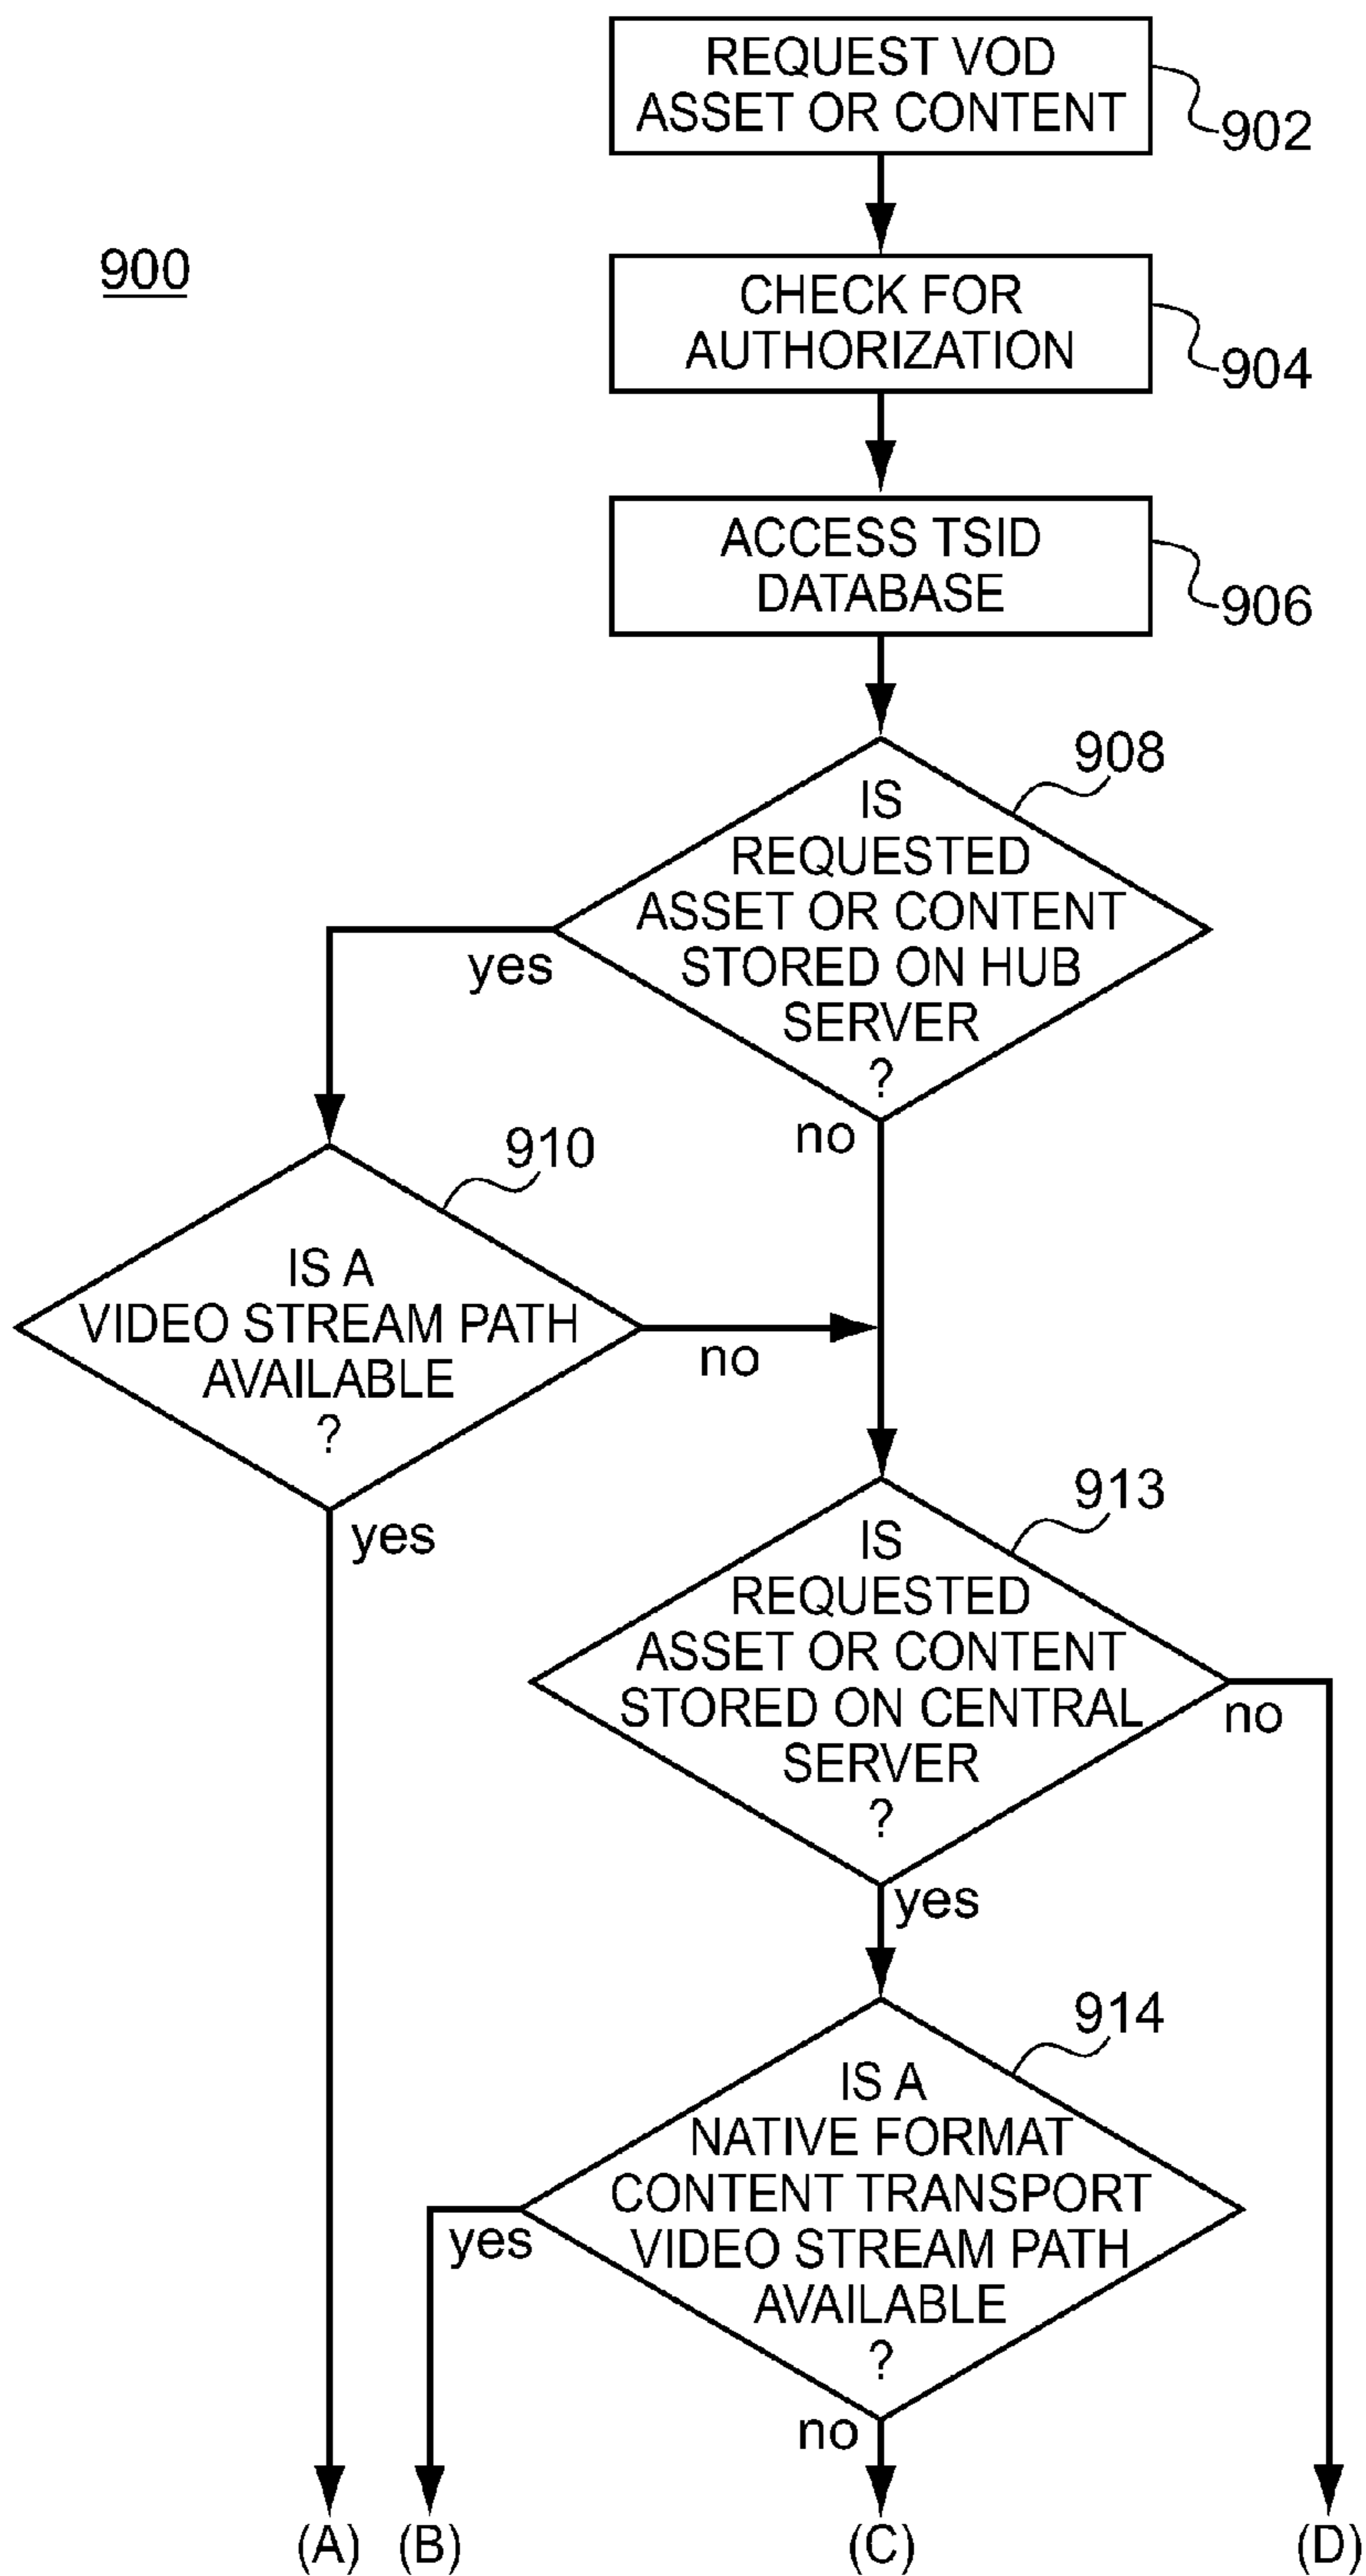 REQUEST VOD
ASSET OR CONTENT
902
900
CHECK FOR
AUTHORIZATION
904
ACCESS TSID
DATABASE
906
908
IS
REQUESTED
ASSET OR CONTENT
STORED ON HUB
SERVER
?
yes
no
910
IS A
VIDEO STREAM PATH
AVAILABLE
?
no
yes
913
IS
REQUESTED
ASSET OR CONTENT
STORED ON CENTRAL
SERVER
?
no
yes
914
IS A
NATIVE FORMAT
CONTENT TRANSPORT
VIDEO STREAM PATH
AVAILABLE
?
yes
no
(A)
(B)
(C)
(D)